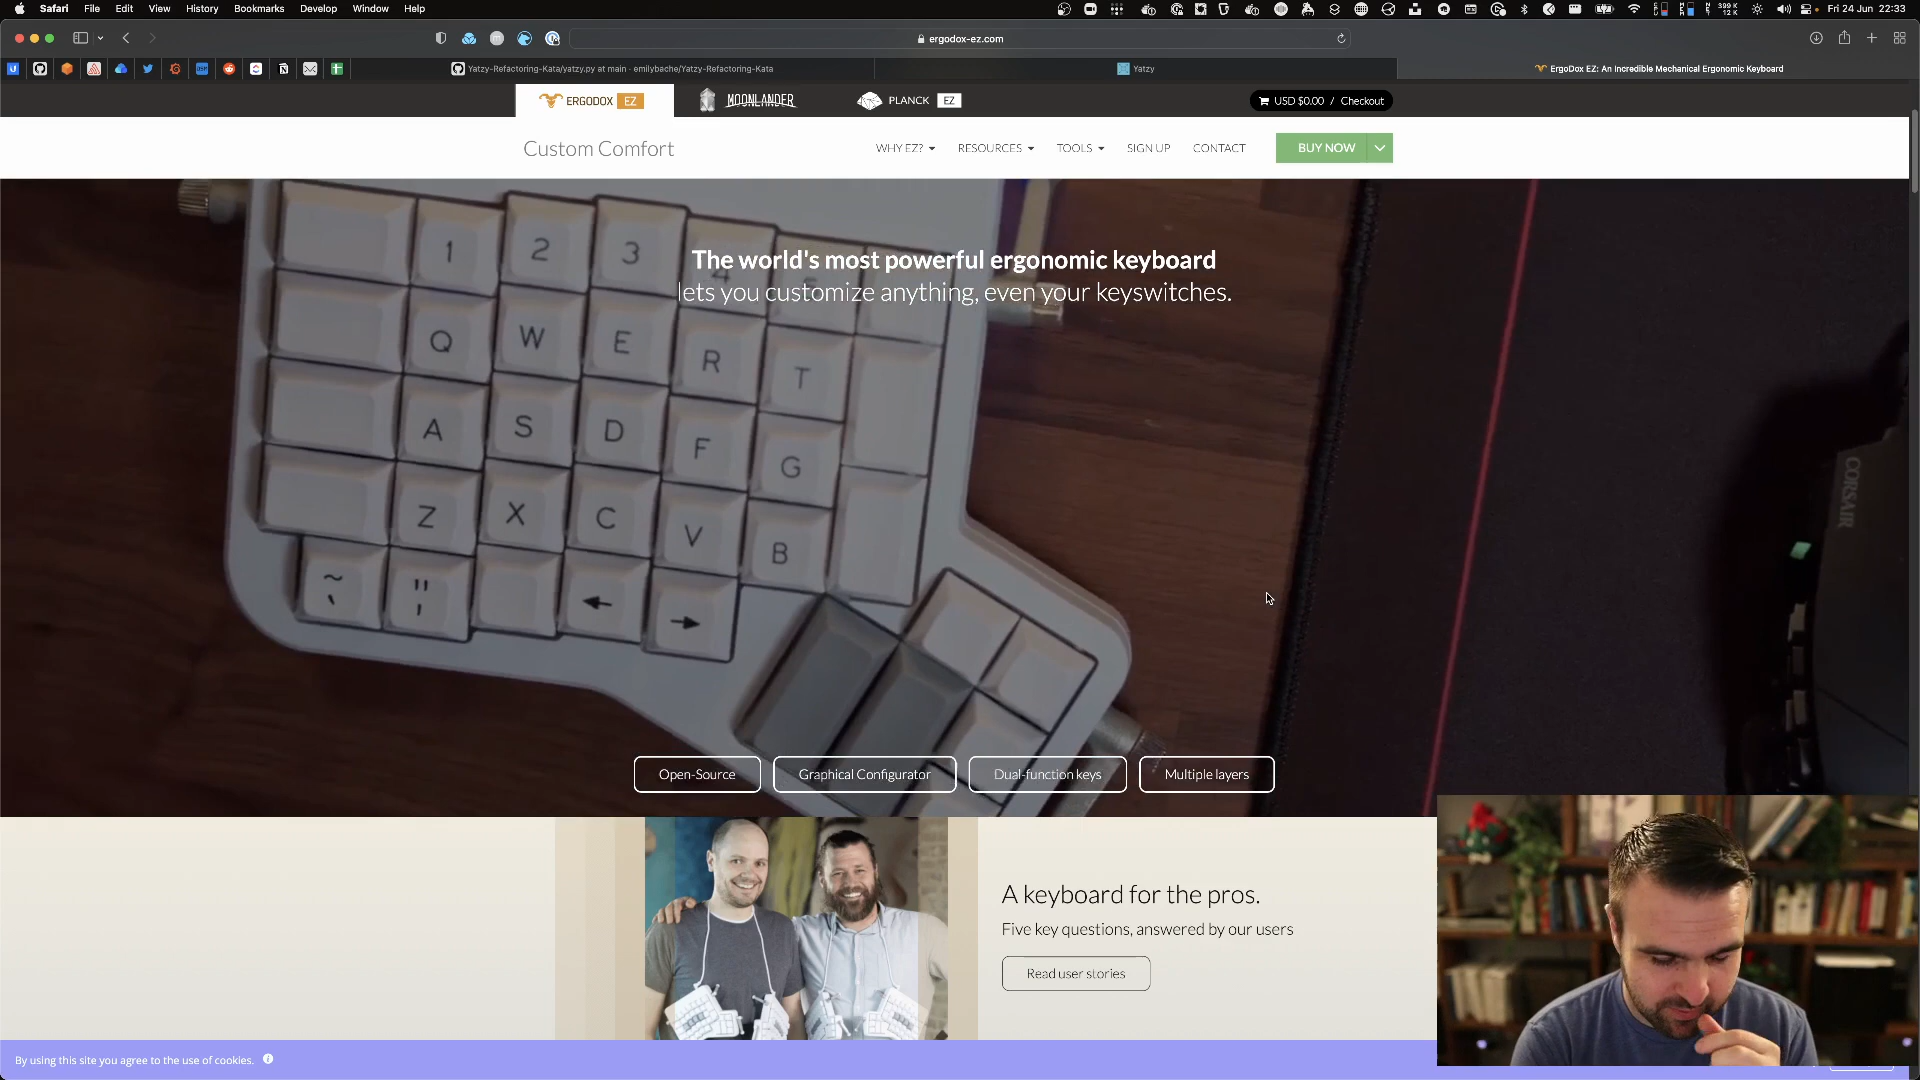 Safari File Edit View History Bookmarks Develop Window Help
399 K
12 K
Fri 24 Jun 22:33
ergodox-ez.com
Yatzy-Refactoring-Kata/yatzy.py at main · emilybache/Yatzy-Refactoring-Kata
Yatzy
ErgoDox EZ: An Incredible Mechanical Ergonomic Keyboard
ERGODOX EZ
MOONLANDER
PLANCK EZ
USD $0.00 / Checkout
Custom Comfort
WHY EZ? RESOURCES TOOLS SIGN UP CONTACT
BUY NOW
The world's most powerful ergonomic keyboard
lets you customize anything, even your keyswitches.
1 2 3 4
Q W E R T
A S D F G
Z X C V B
~ " ← →
` '
CORSAIR
Open-Source
Graphical Configurator
Dual-function keys
Multiple layers
A keyboard for the pros.
Five key questions, answered by our users
Read user stories
By using this site you agree to the use of cookies.